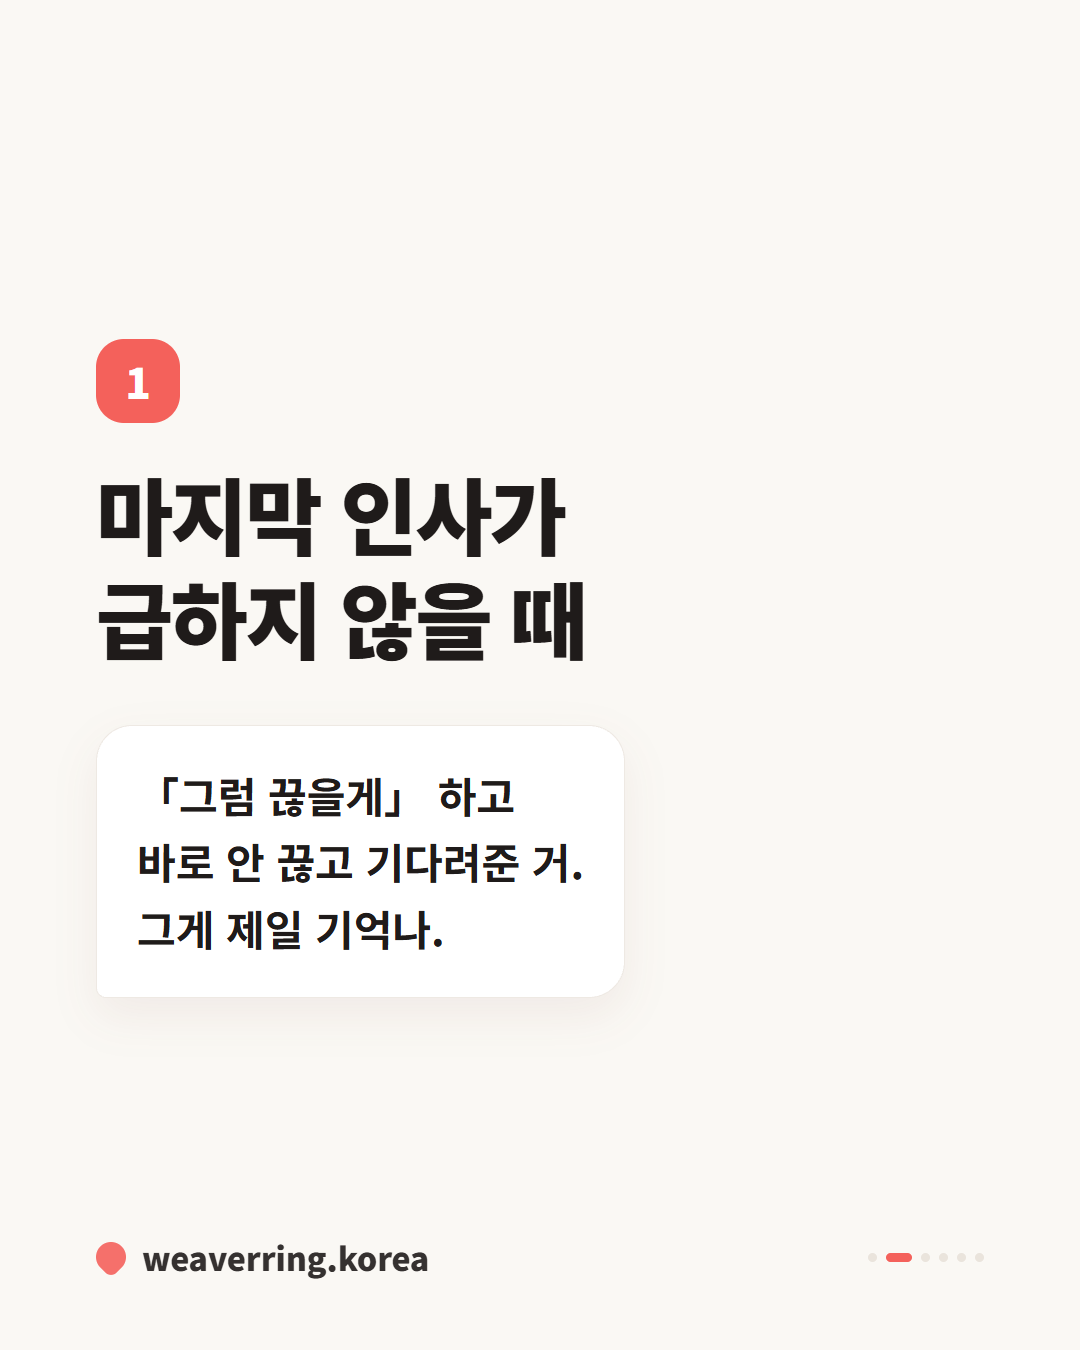 1
마지막 인사가
급하지 않을 때
「그럼 끊을게」 하고
바로 안 끊고 기다려준 거.
그게 제일 기억나.
weaverring.korea